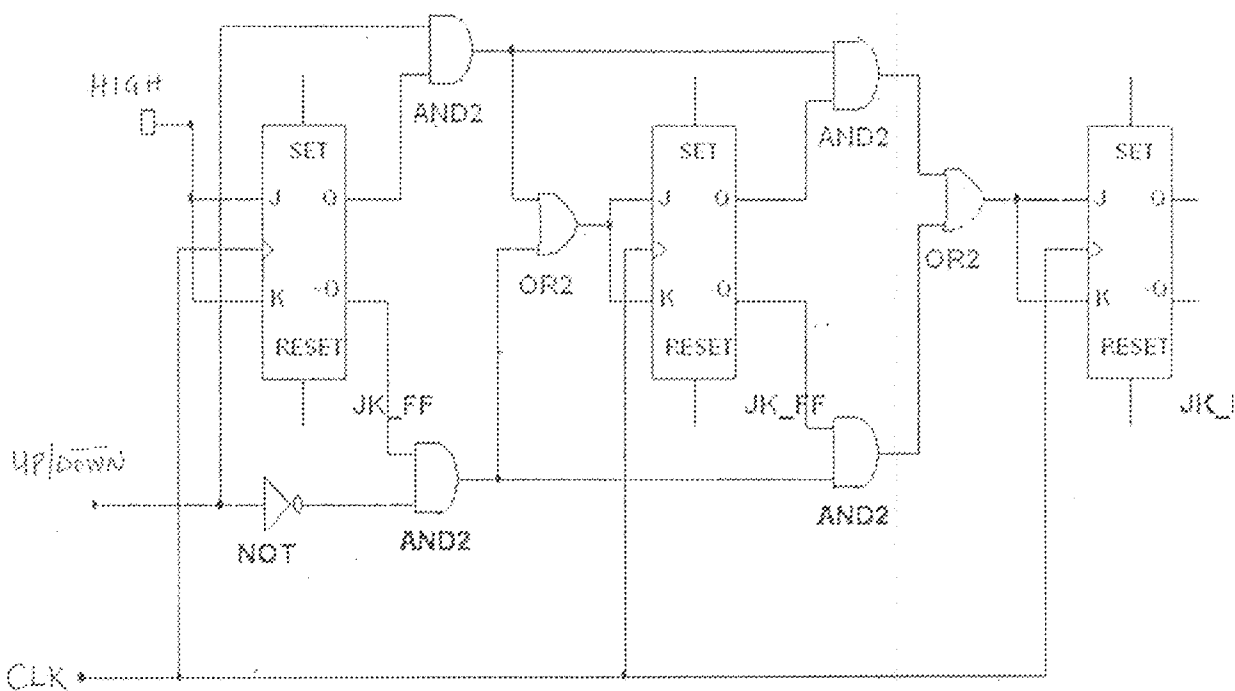 HIGH
AND2
AND2
SET
SET
SET
J
Q
J
Q
J
Q
OR2
OR2
K
-Q
K
-Q
K
-Q
RESET
RESET
RESET
JK_FF
JK_FF
JK_F
UP/DOWN
NOT
AND2
AND2
CLK